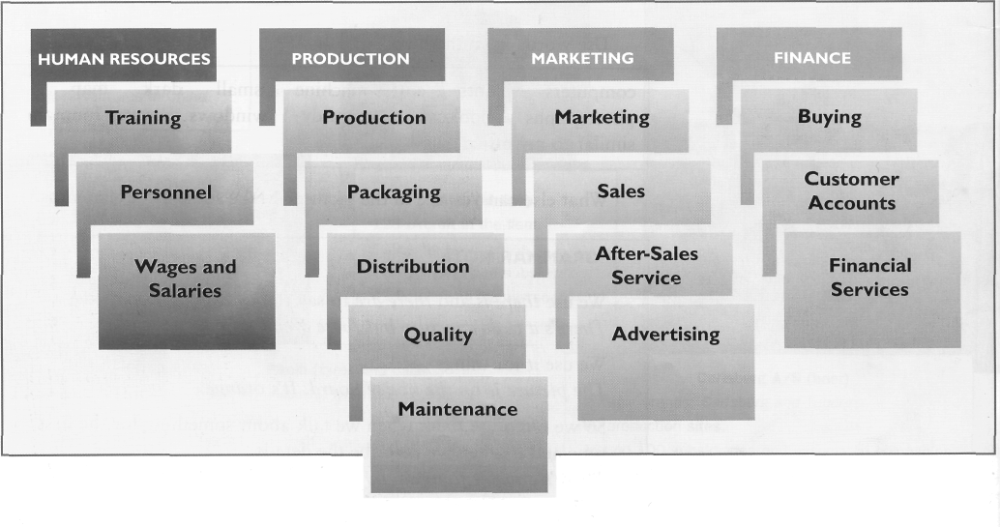 HUMAN RESOURCES
Training
Personnel
Wages and
Salaries
PRODUCTION
Production
Packaging
Distribution
Quality
Maintenance
MARKETING
Marketing
Sales
After-Sales
Service
Advertising
FINANCE
Buying
Customer
Accounts
Financial
Services